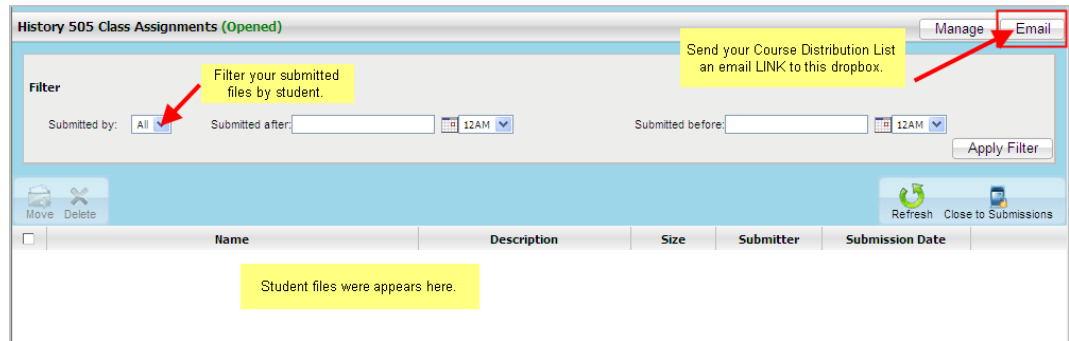 History 505 Class Assignments (Opened)
Manage
Email
Send your Course Distribution List
an email LINK to this dropbox.
Filter your submitted
files by student.
Filter
Submitted by:
All
Submitted after:
12AM
Submitted before:
12AM
Apply Filter
Move
Delete
Refresh
Close to Submissions
Name
Description
Size
Submitter
Submission Date
Student files were appears here.